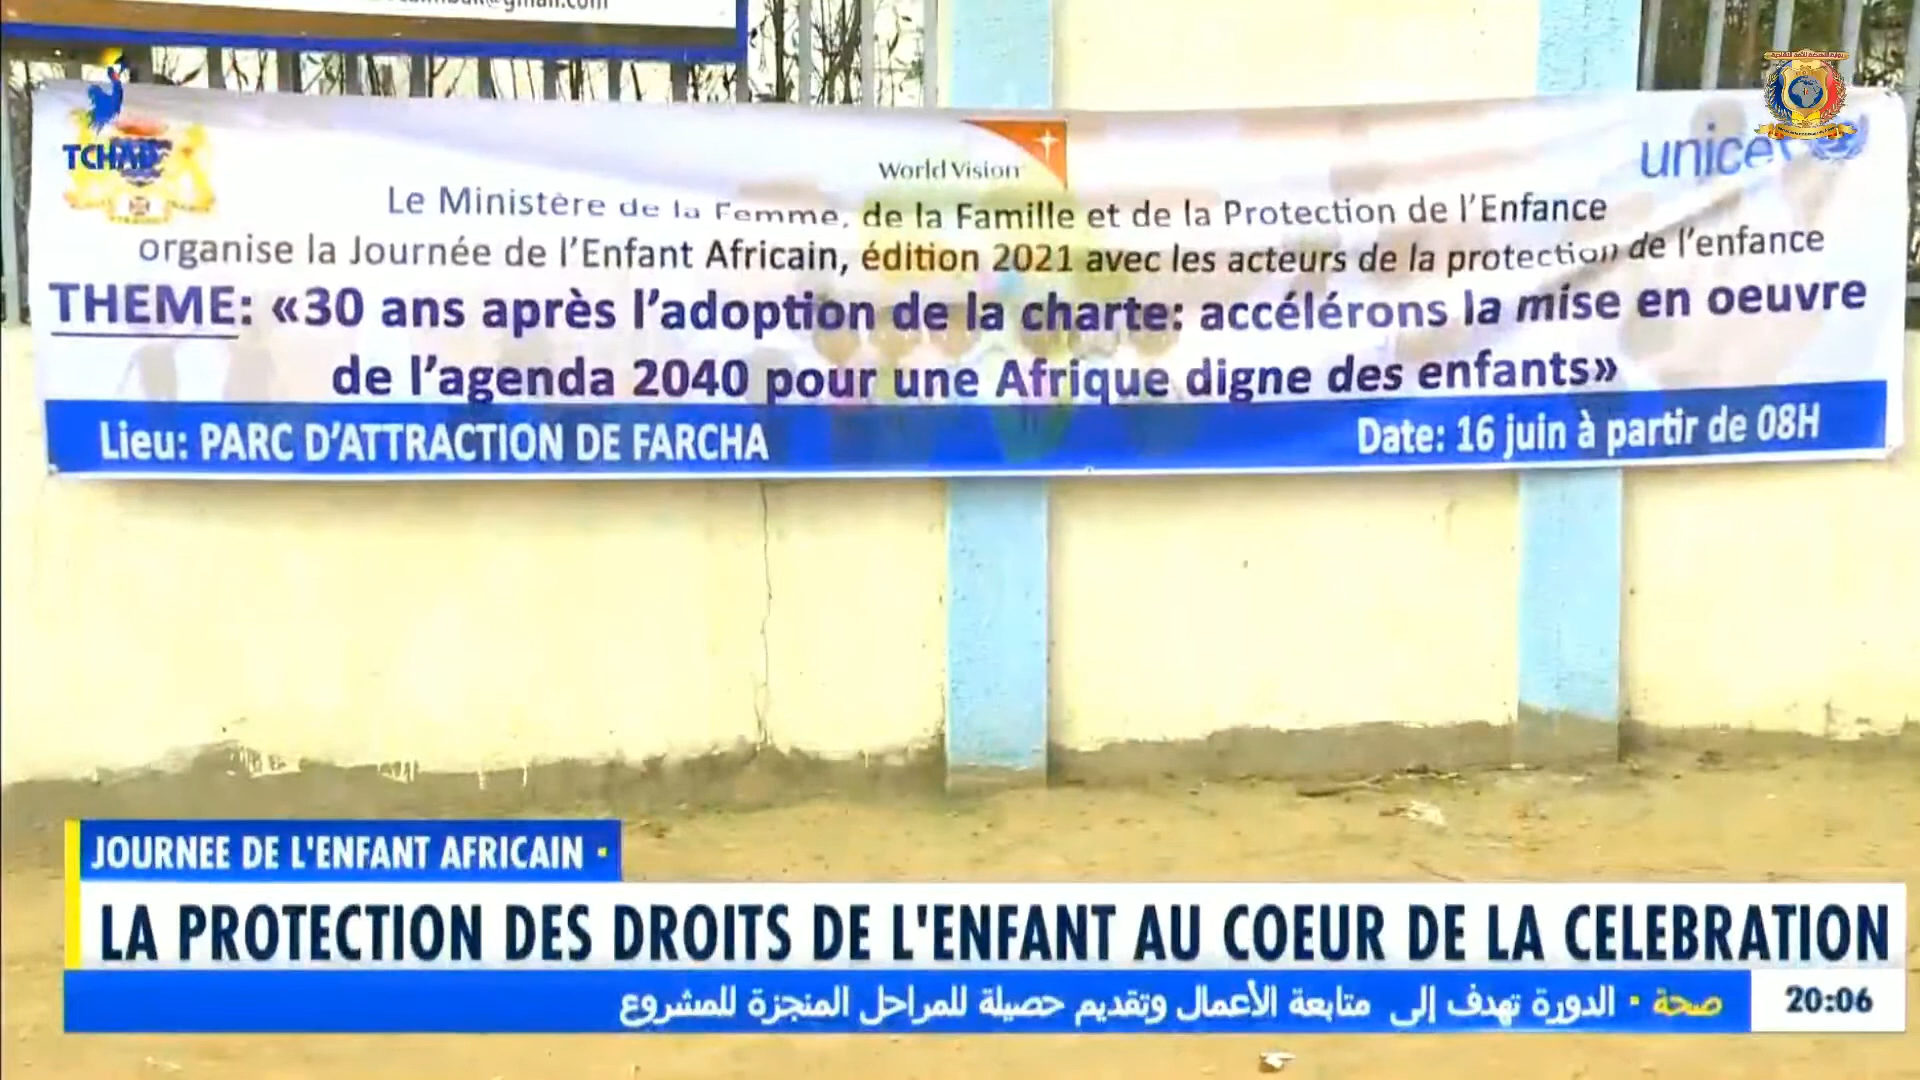 @gmail.com
TCHAD
World Vision
unicef
Le Ministère de la Femme, de la Famille et de la Protection de l'Enfance
organise la Journée de l'Enfant Africain, édition 2021 avec les acteurs de la protection de l'enfance
THEME: «30 ans après l'adoption de la charte: accélérons la mise en oeuvre
de l'agenda 2040 pour une Afrique digne des enfants»
Lieu: PARC D'ATTRACTION DE FARCHA
Date: 16 juin à partir de 08H
JOURNEE DE L'ENFANT AFRICAIN
LA PROTECTION DES DROITS DE L'ENFANT AU COEUR DE LA CELEBRATION
صحة · الدورة تهدف إلى متابعة الأعمال وتقديم حصيلة للمراحل المنجزة للمشروع
20:06